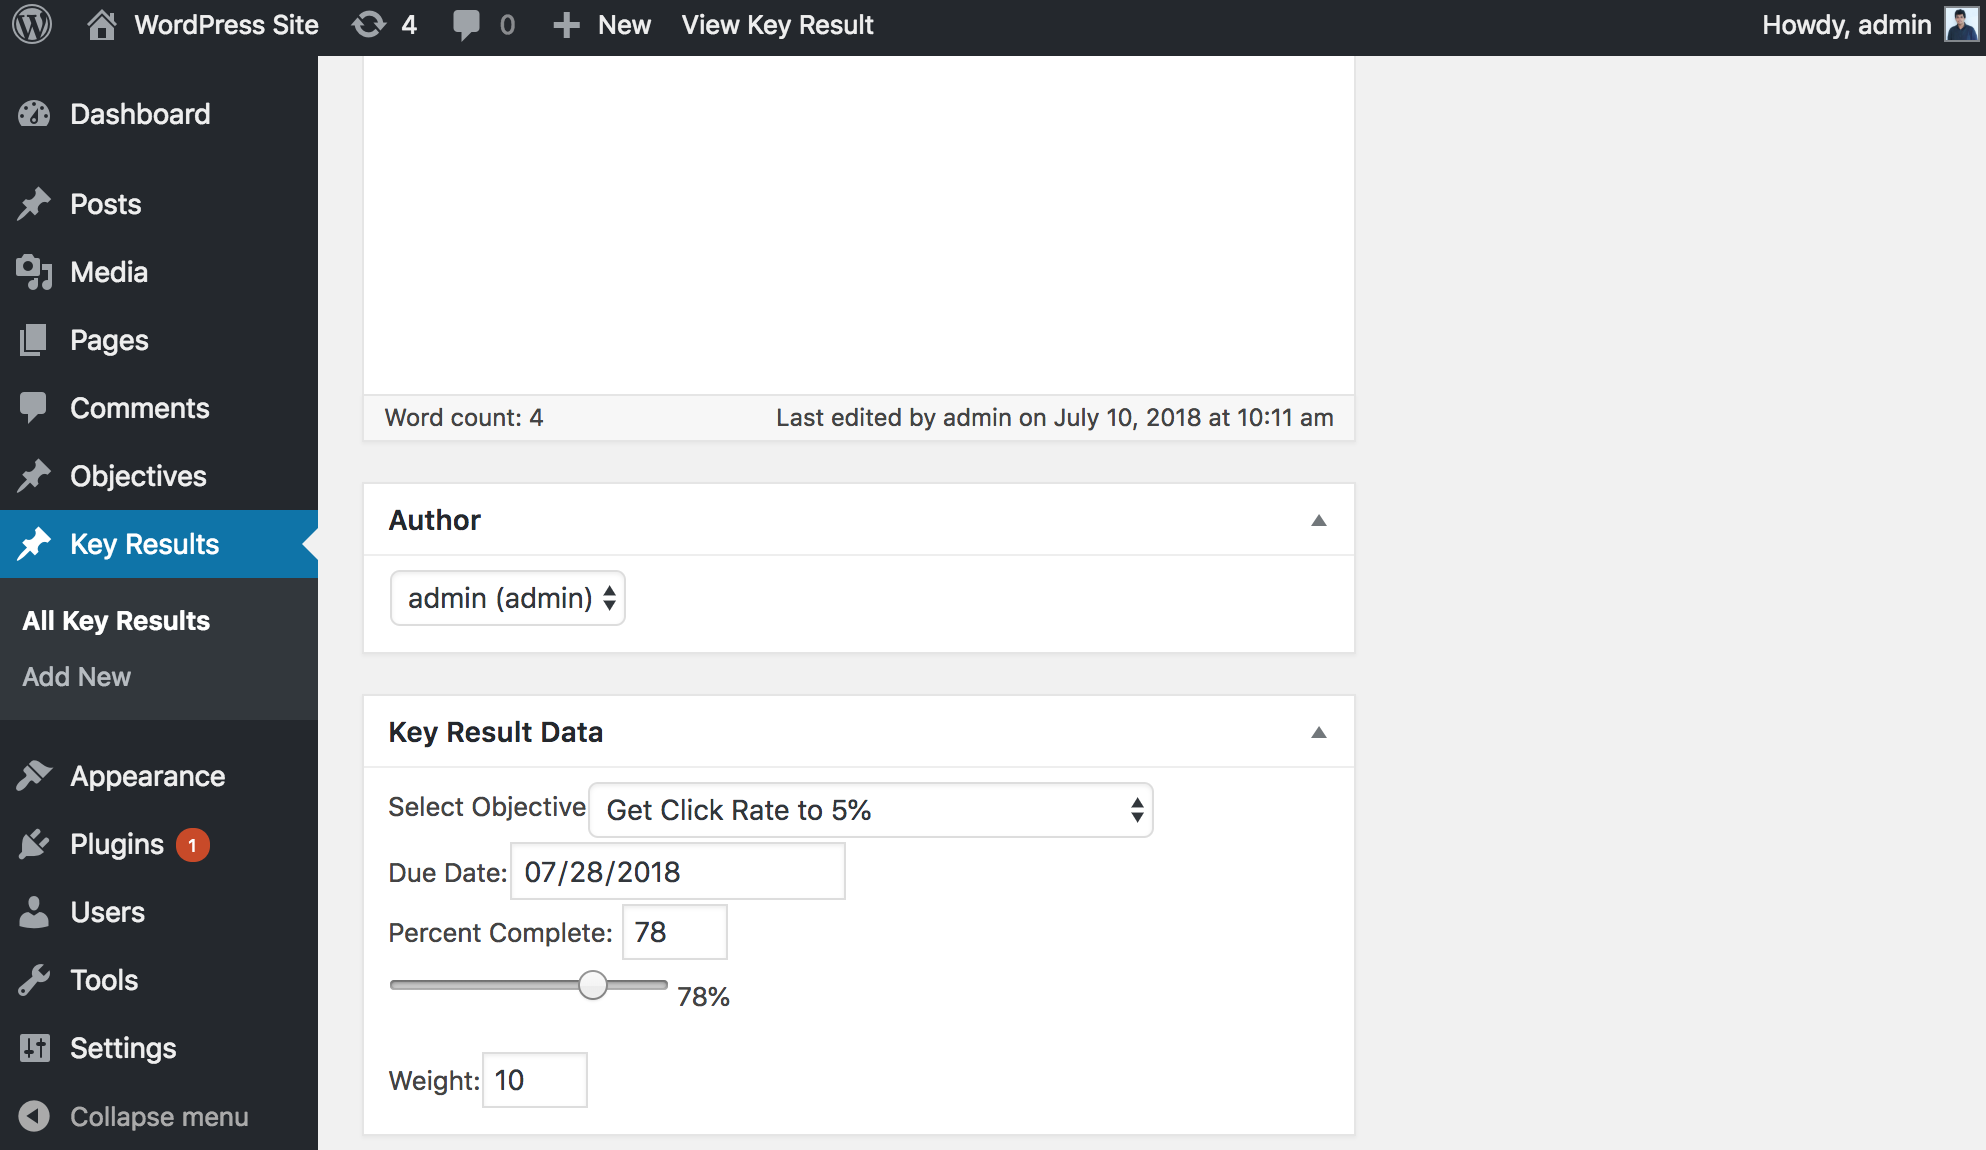 WordPress Site 4 0 New View Key Result Howdy, admin
Dashboard
Posts
Media
Pages
Comments
Objectives
Key Results
All Key Results
Add New
Appearance
Plugins 1
Users
Tools
Settings
Collapse menu
Word count: 4 Last edited by admin on July 10, 2018 at 10:11 am
Author
admin (admin)
Key Result Data
Select Objective Get Click Rate to 5%
Due Date: 07/28/2018
Percent Complete: 78
78%
Weight: 10